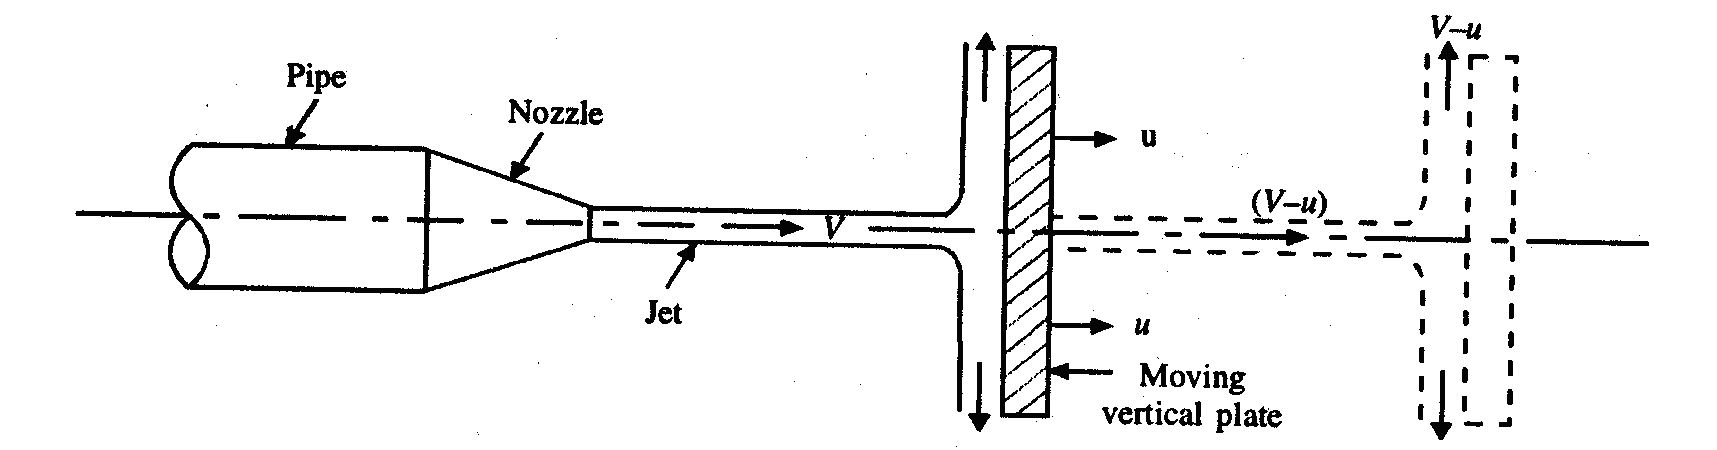 V–u
Pipe
Nozzle
u
(V–u)
V
Jet
u
Moving
vertical plate